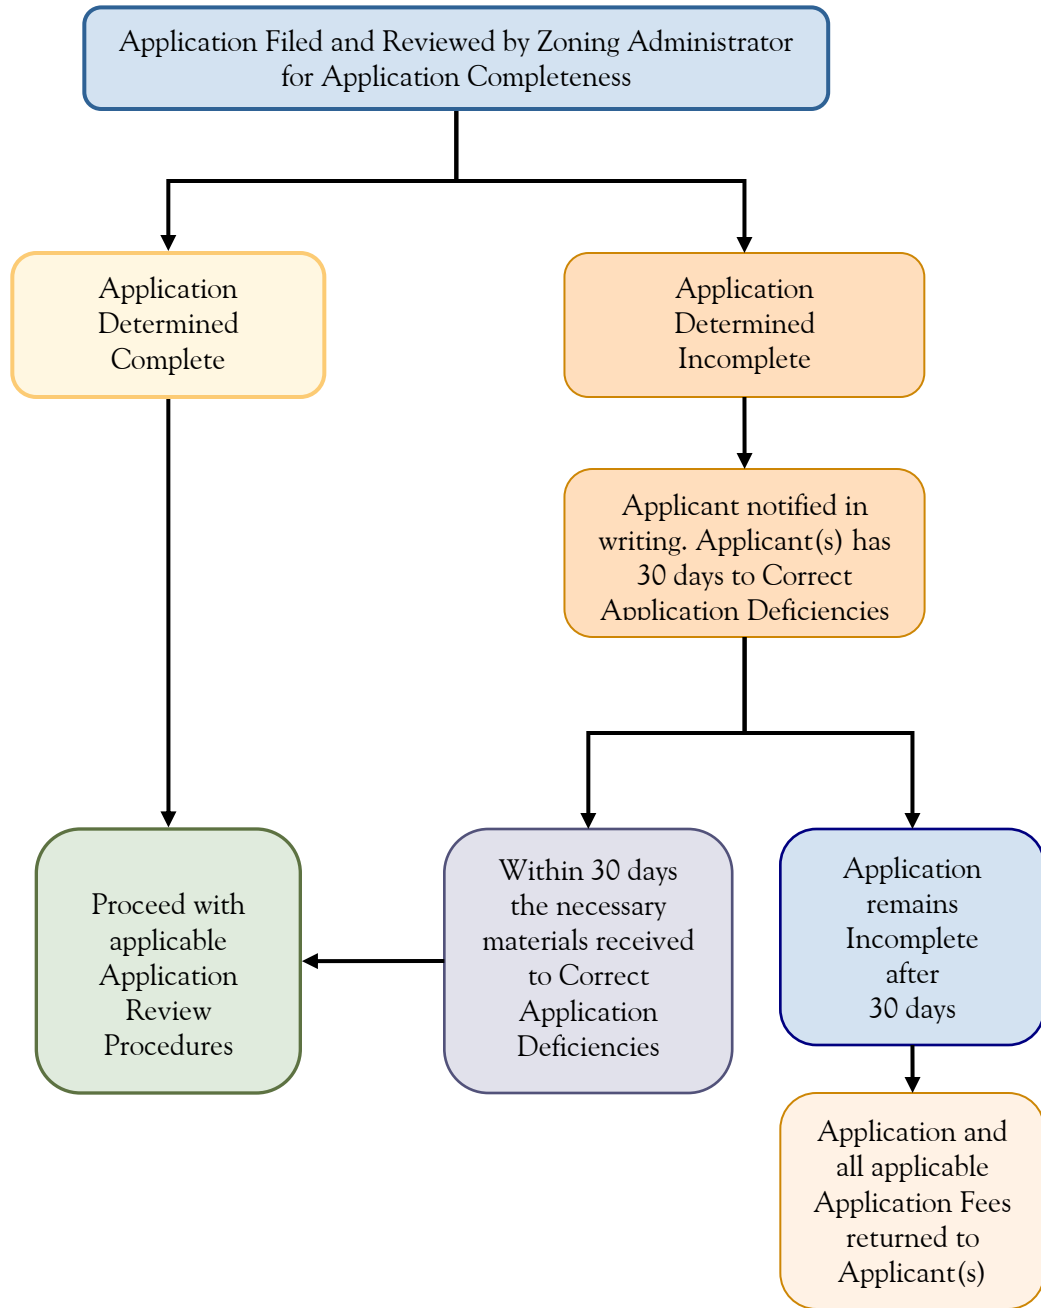 Application Filed and Reviewed by Zoning Administrator
for Application Completeness
Application
Determined
Complete
Application
Determined
Incomplete
Applicant notified in
writing. Applicant(s) has
30 days to Correct
Application Deficiencies
Proceed with
applicable
Application
Review
Procedures
Within 30 days
the necessary
materials received
to Correct
Application
Deficiencies
Application
remains
Incomplete
after
30 days
Application and
all applicable
Application Fees
returned to
Applicant(s)